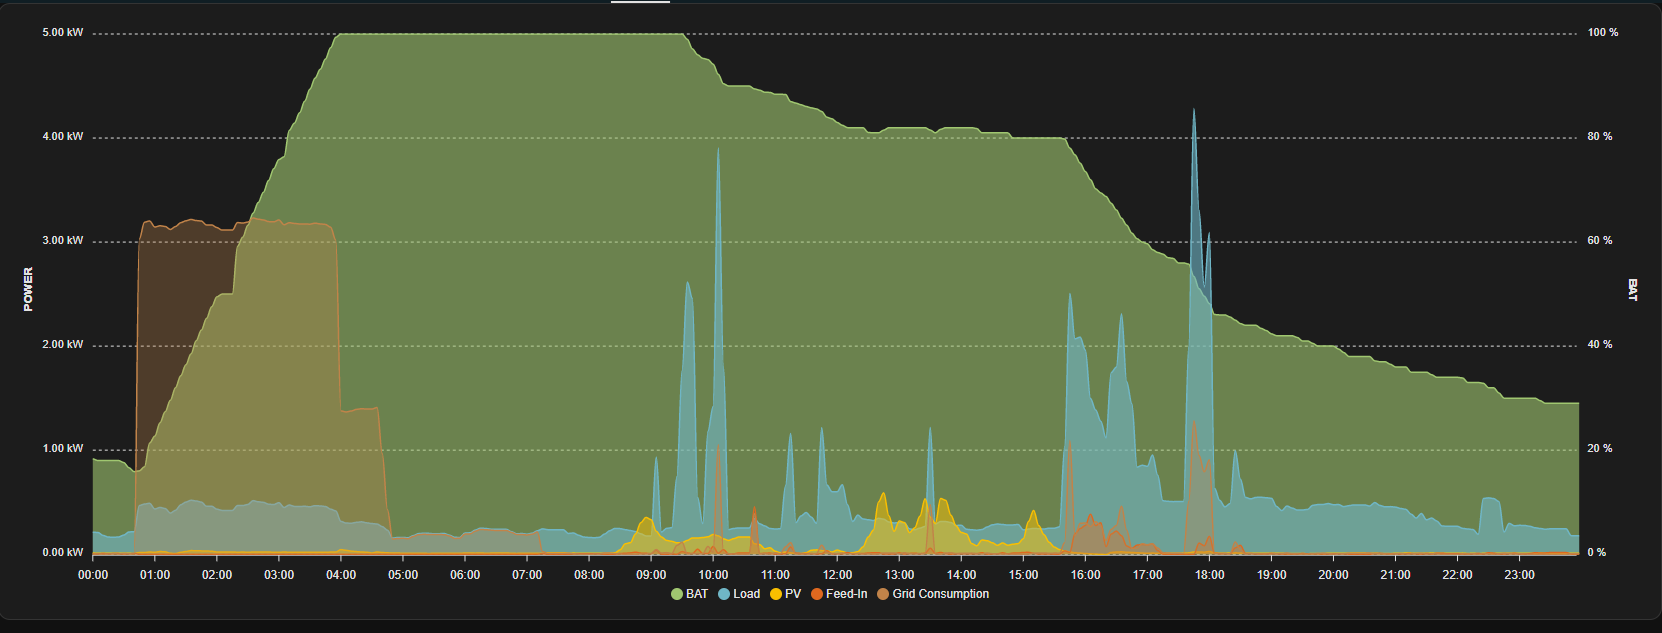 5.00 kW 100 %
4.00 kW 80 %
3.00 kW 60 %
POWER BAT
2.00 kW 40 %
1.00 kW 20 %
0.00 kW 0 %
00:00 01:00 02:00 03:00 04:00 05:00 06:00 07:00 08:00 09:00 10:00 11:00 12:00 13:00 14:00 15:00 16:00 17:00 18:00 19:00 20:00 21:00 22:00 23:00
BAT Load PV Feed-In Grid Consumption